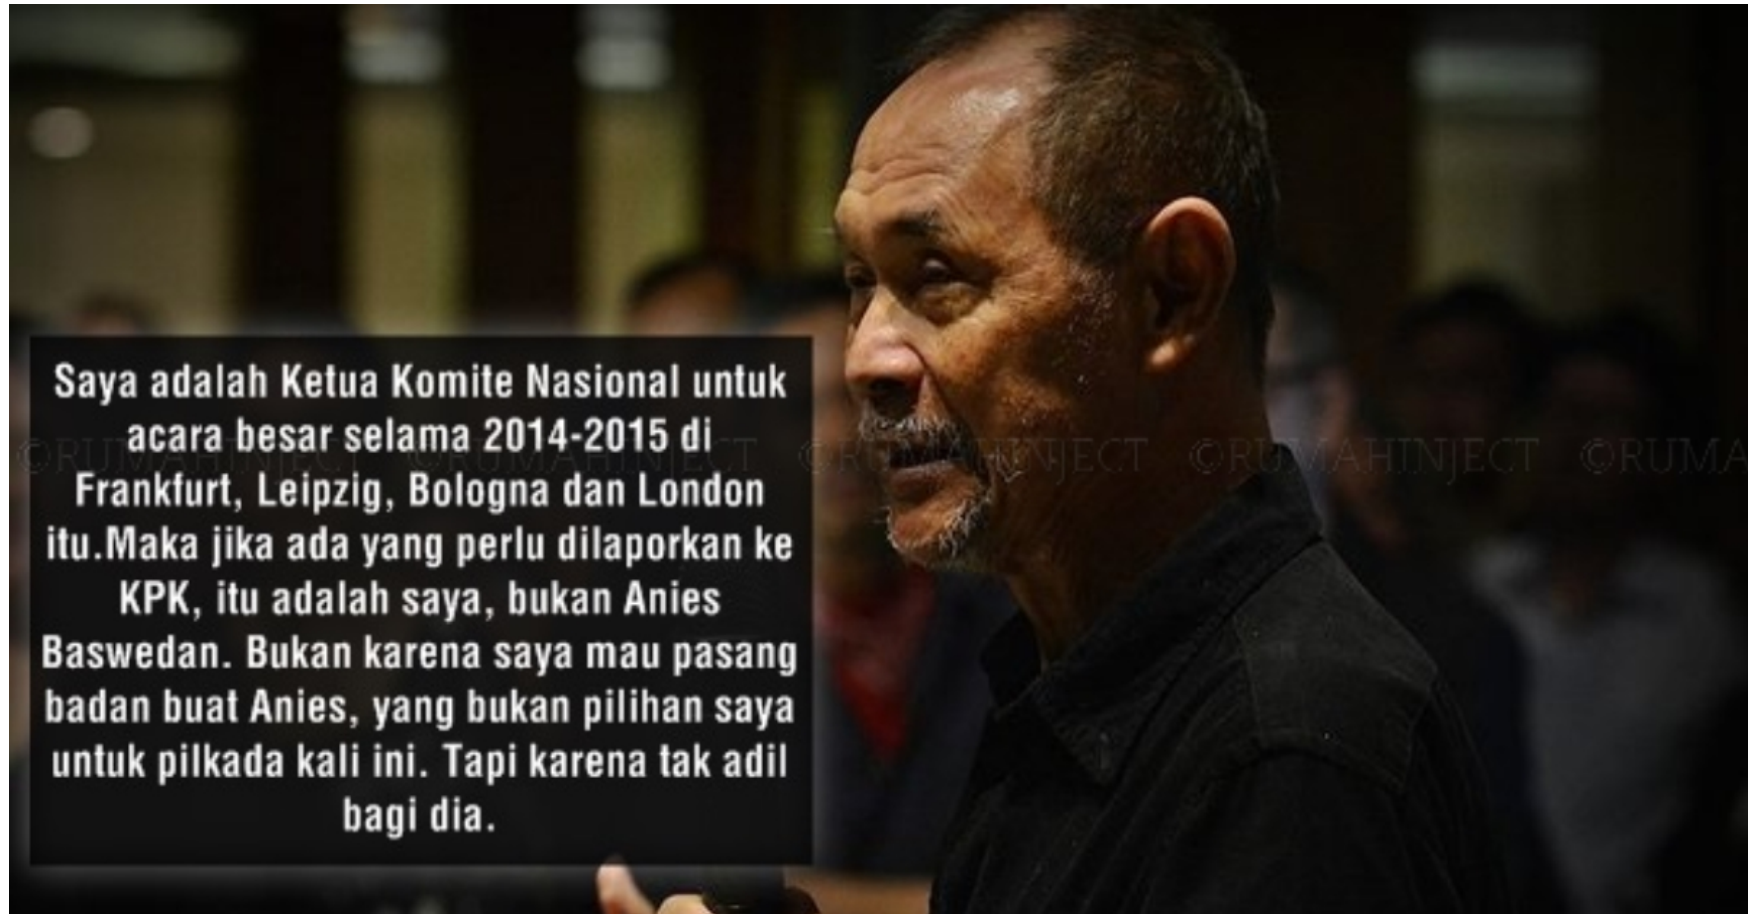 Saya adalah Ketua Komite Nasional untuk
acara besar selama 2014-2015 di
Frankfurt, Leipzig, Bologna dan London
itu.Maka jika ada yang perlu dilaporkan ke
KPK, itu adalah saya, bukan Anies
Baswedan. Bukan karena saya mau pasang
badan buat Anies, yang bukan pilihan saya
untuk pilkada kali ini. Tapi karena tak adil
bagi dia.
©RUMAHINJECT ©RUMAHINJECT ©RUMAHINJECT ©RUMAHINJECT ©RUMA